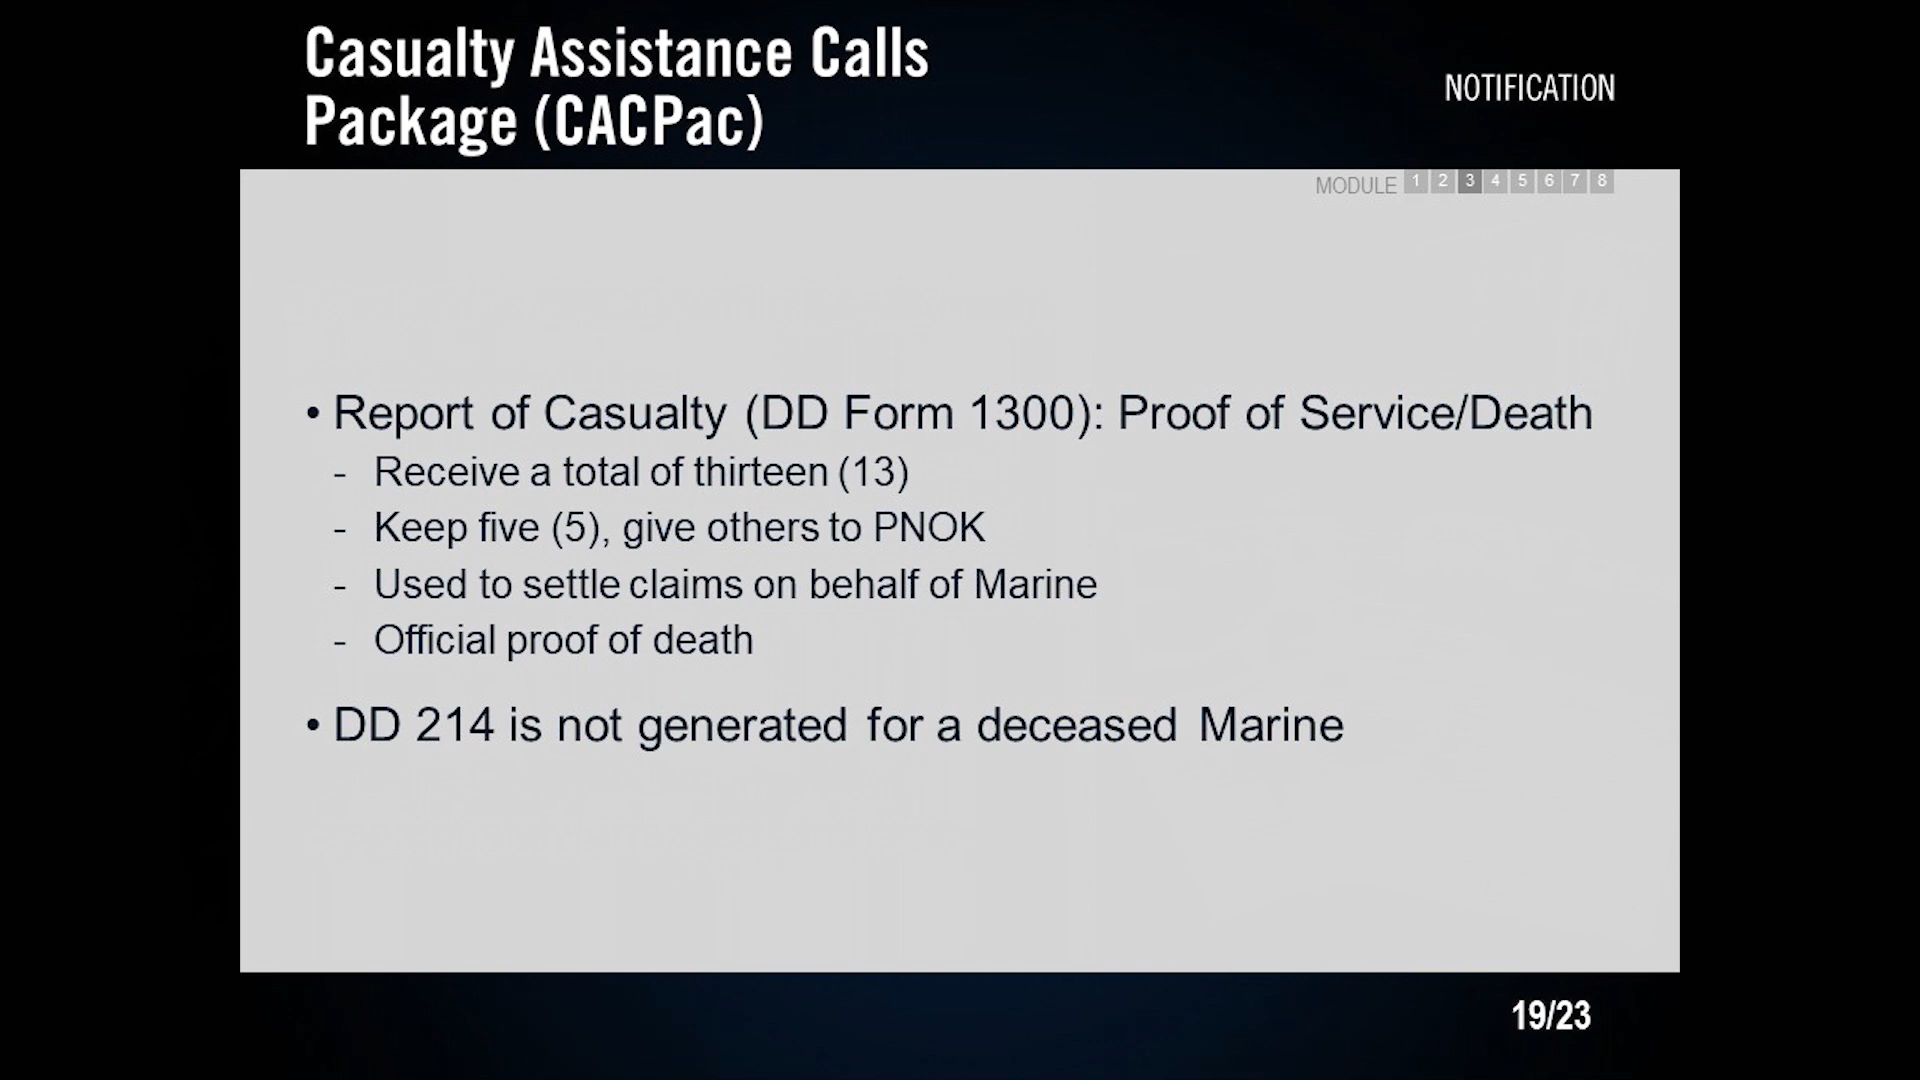 Casualty Assistance Calls
Package (CACPac)
NOTIFICATION
MODULE 1 2 3 4 5 6 7 8
• Report of Casualty (DD Form 1300): Proof of Service/Death
- Receive a total of thirteen (13)
- Keep five (5), give others to PNOK
- Used to settle claims on behalf of Marine
- Official proof of death
• DD 214 is not generated for a deceased Marine
19/23